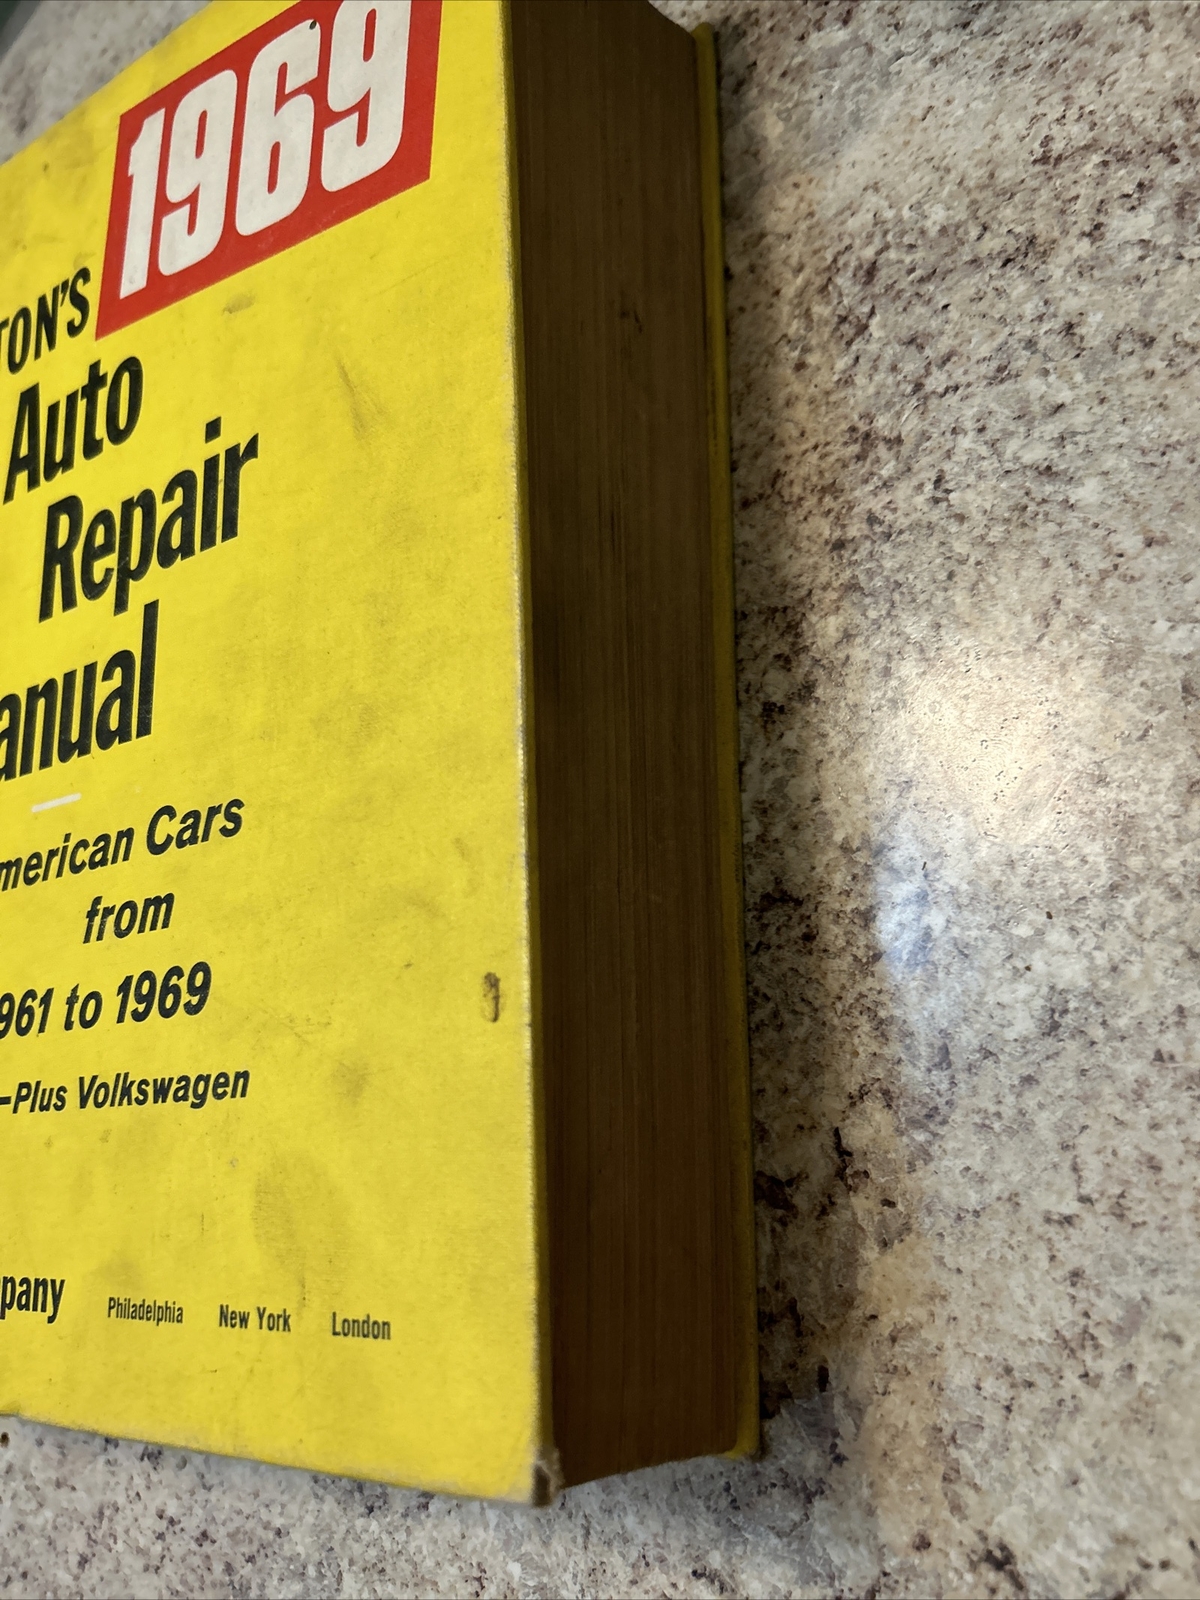 1969
TON'S
Auto
Repair
anual
merican Cars
from
961 to 1969
—Plus Volkswagen
pany Philadelphia New York London